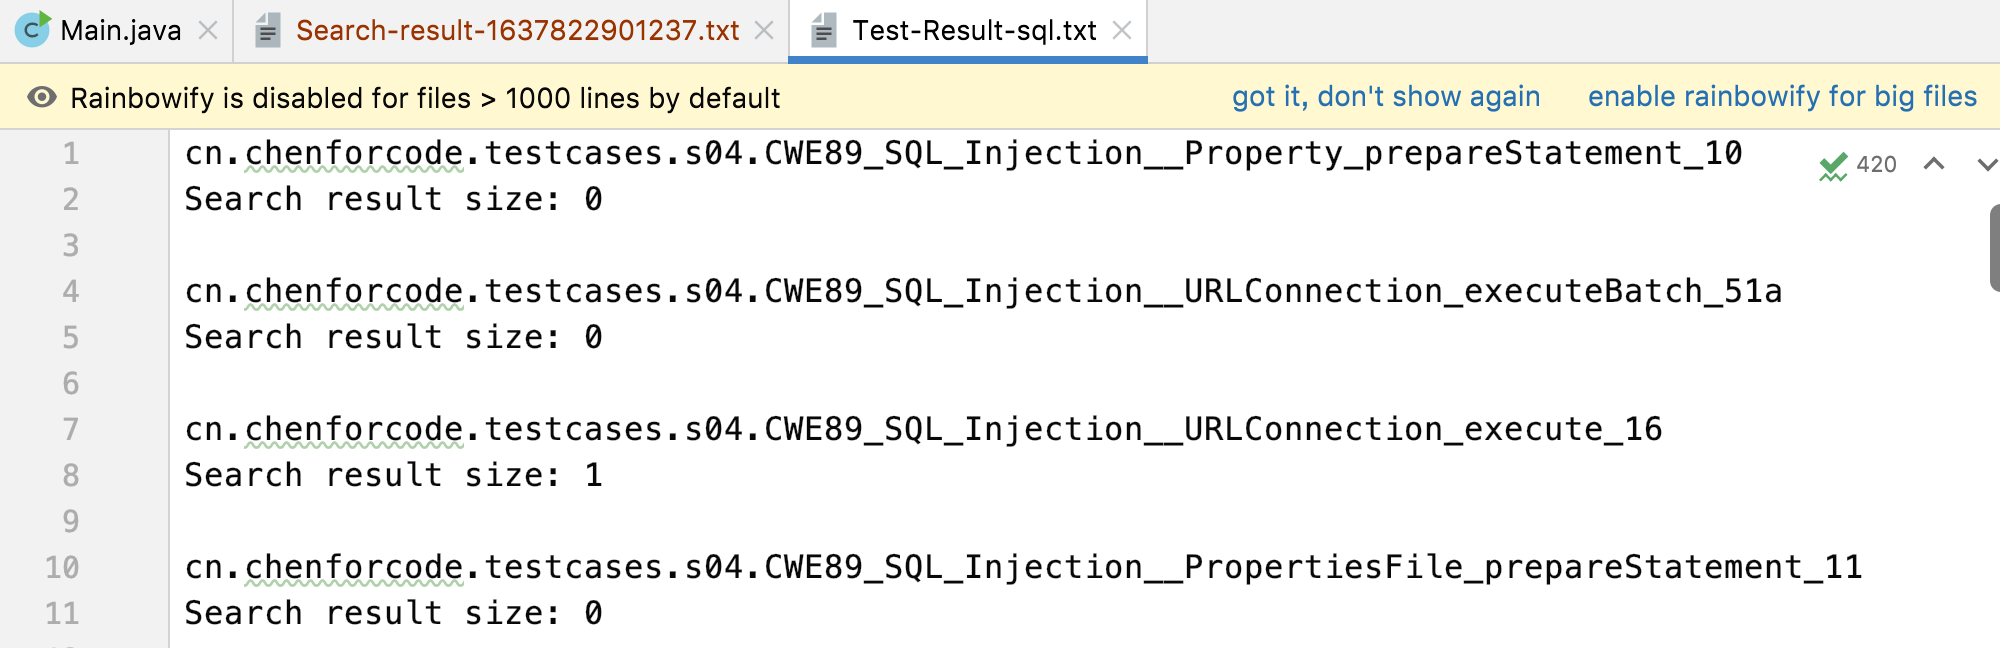 Main.java
Search-result-1637822901237.txt
Test-Result-sql.txt
Rainbowify is disabled for files > 1000 lines by default
got it, don't show again
enable rainbowify for big files
1 cn.chenforcode.testcases.s04.CWE89_SQL_Injection__Property_prepareStatement_10
420
2 Search result size: 0
3
4 cn.chenforcode.testcases.s04.CWE89_SQL_Injection__URLConnection_executeBatch_51a
5 Search result size: 0
6
7 cn.chenforcode.testcases.s04.CWE89_SQL_Injection__URLConnection_execute_16
8 Search result size: 1
9
10 cn.chenforcode.testcases.s04.CWE89_SQL_Injection__PropertiesFile_prepareStatement_11
11 Search result size: 0